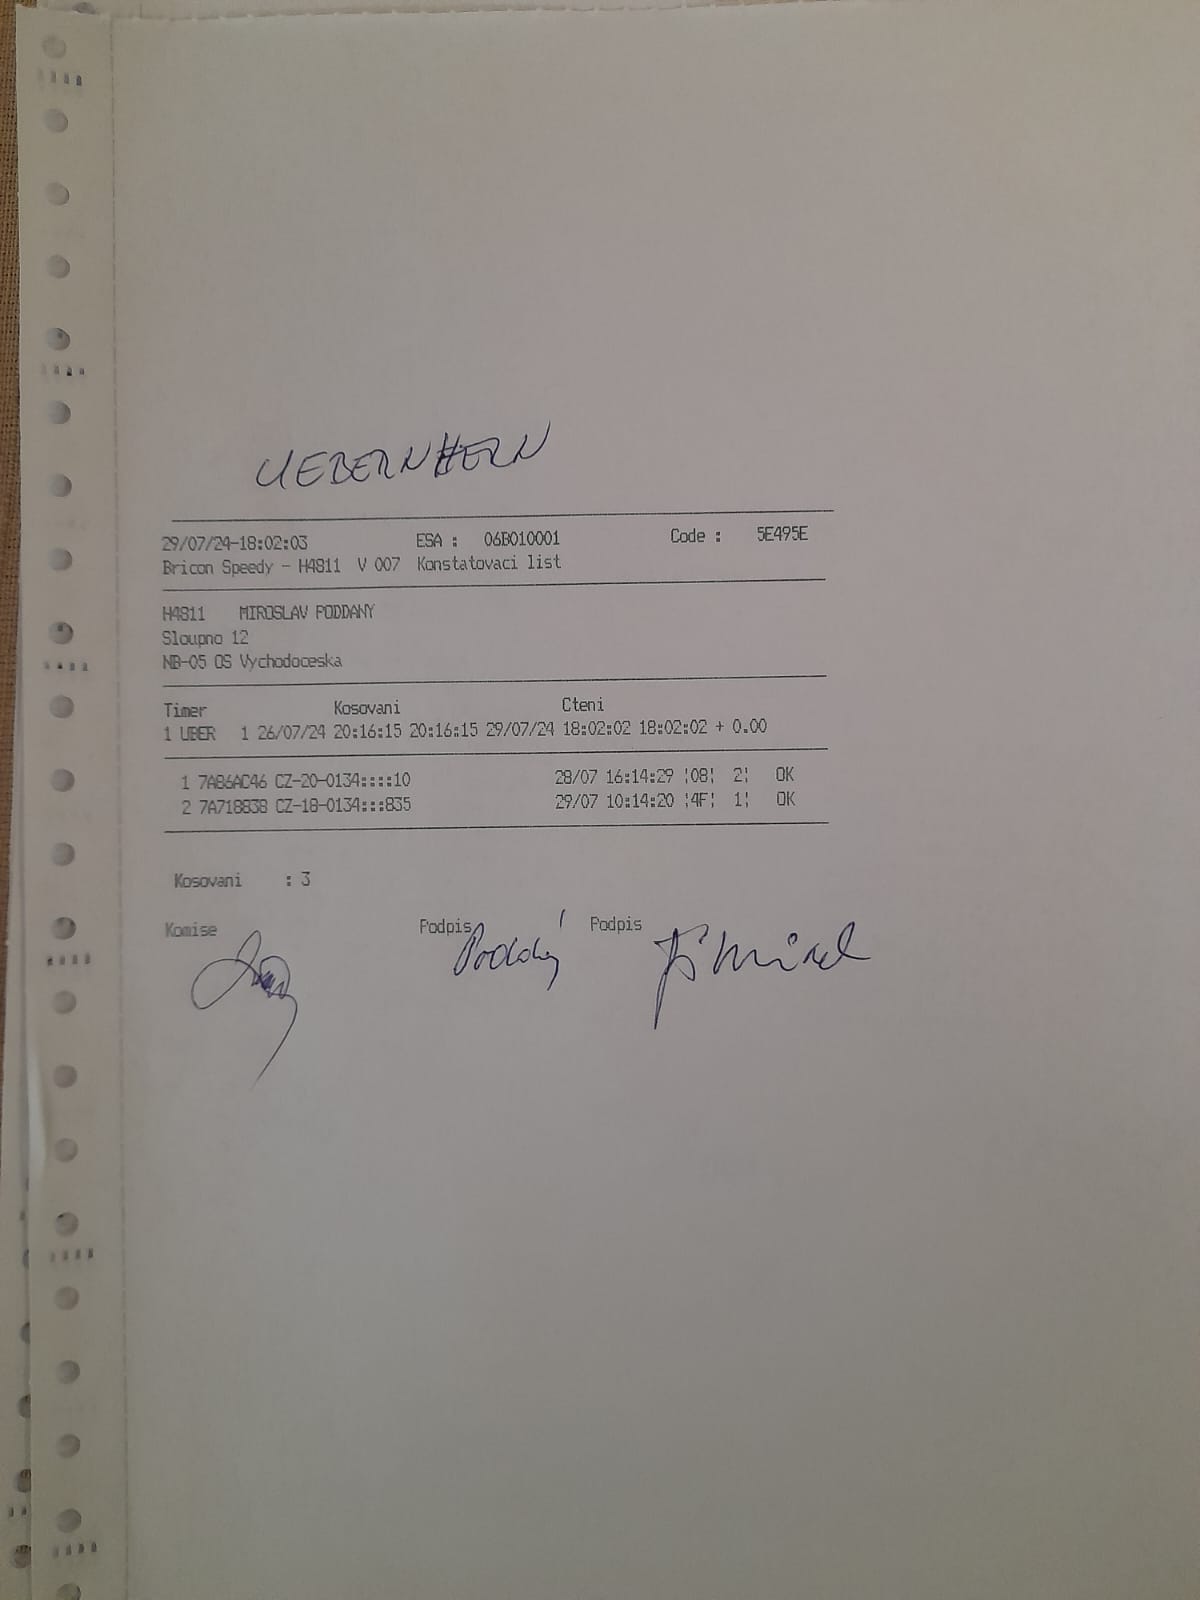 UEBERNHERN
29/07/24-18:02:03 ESA : 06B010001 Code : 5E495E
Bricon Speedy - H4811 V 007 Konstatovaci list
H4811 MIROSLAV PODDANY
Sloupno 12
NB-05 OS Vychodoceska
Timer Kosovani Cteni
1 UBER 1 26/07/24 20:16:15 20:16:15 29/07/24 18:02:02 18:02:02 + 0.00
1 7AB6AC46 CZ-20-0134::::10 28/07 16:14:29 ¦08¦ 2¦ OK
2 7A718838 CZ-18-0134:::835 29/07 10:14:20 ¦4F¦ 1¦ OK
Kosovani : 3
Komise Podpis Podpis
Poddaný